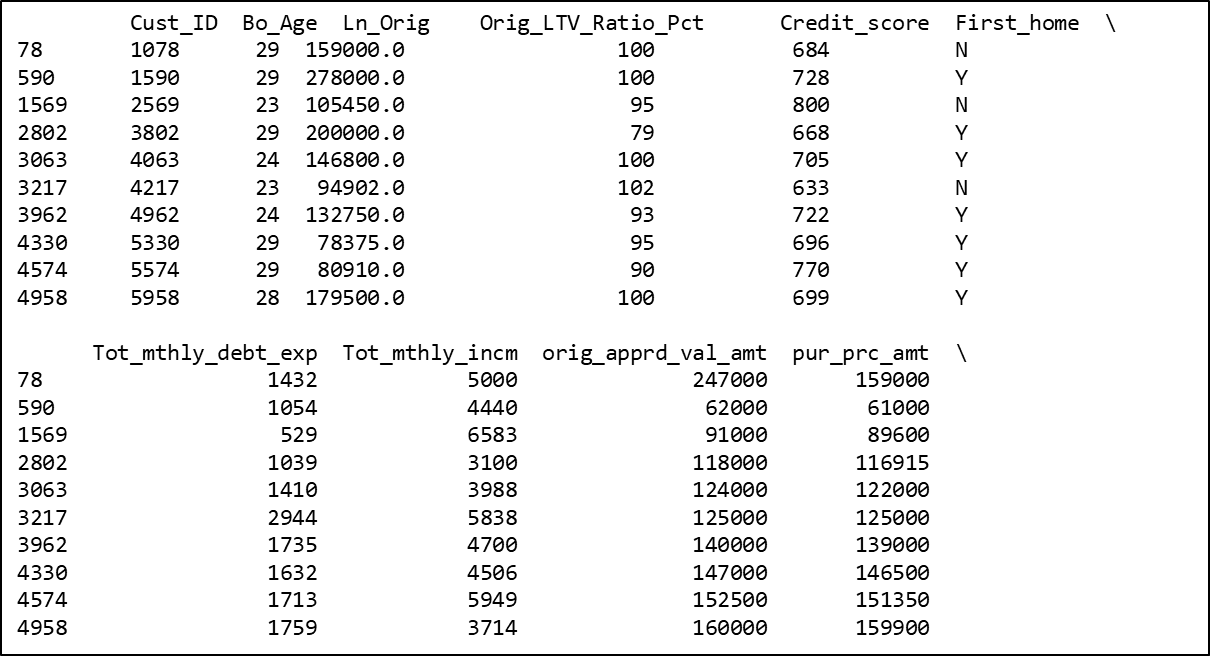 Cust_ID Bo_Age Ln_Orig Orig_LTV_Ratio_Pct Credit_score First_home \
78 1078 29 159000.0 100 684 N
590 1590 29 278000.0 100 728 Y
1569 2569 23 105450.0 95 800 N
2802 3802 29 200000.0 79 668 Y
3063 4063 24 146800.0 100 705 Y
3217 4217 23 94902.0 102 633 N
3962 4962 24 132750.0 93 722 Y
4330 5330 29 78375.0 95 696 Y
4574 5574 29 80910.0 90 770 Y
4958 5958 28 179500.0 100 699 Y
Tot_mthly_debt_exp Tot_mthly_incm orig_apprd_val_amt pur_prc_amt \
78 1432 5000 247000 159000
590 1054 4440 62000 61000
1569 529 6583 91000 89600
2802 1039 3100 118000 116915
3063 1410 3988 124000 122000
3217 2944 5838 125000 125000
3962 1735 4700 140000 139000
4330 1632 4506 147000 146500
4574 1713 5949 152500 151350
4958 1759 3714 160000 159900